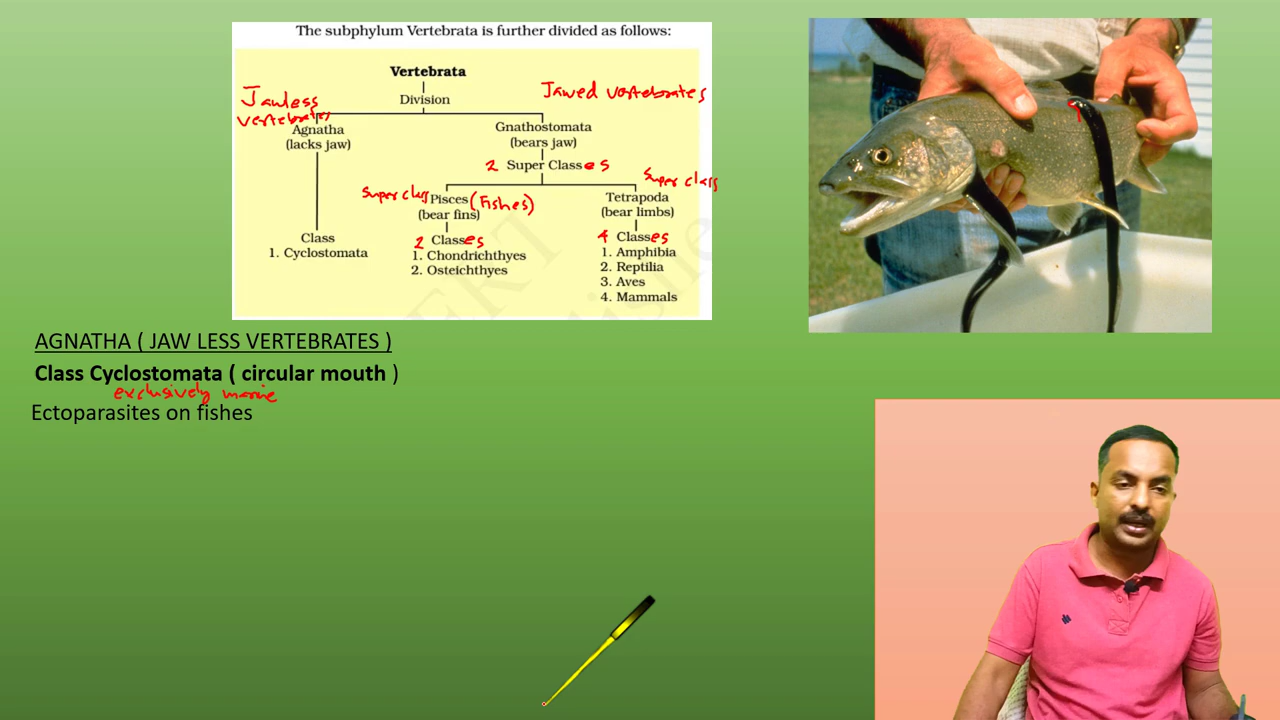 The subphylum Vertebrata is further divided as follows:
Vertebrata
Division
Jawless vertebrates
Jawed vertebrates
Agnatha
(lacks jaw)
Gnathostomata
(bears jaw)
2 Super Classes
Super class Pisces (Fishes)
(bear fins)
Super class
Tetrapoda
(bear limbs)
Class
1. Cyclostomata
2 Classes
1. Chondrichthyes
2. Osteichthyes
4 Classes
1. Amphibia
2. Reptilia
3. Aves
4. Mammals
AGNATHA ( JAW LESS VERTEBRATES )
Class Cyclostomata ( circular mouth )
exclusively marine
Ectoparasites on fishes